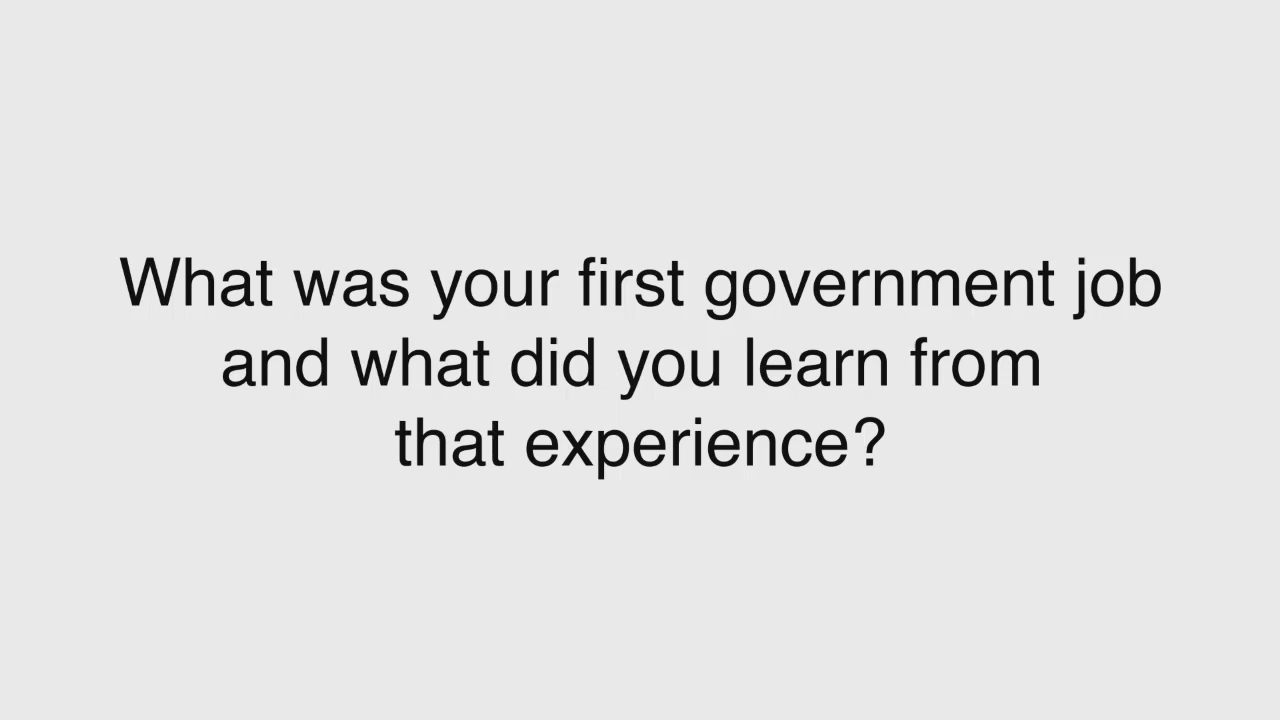 What was your first government job
and what did you learn from
that experience?